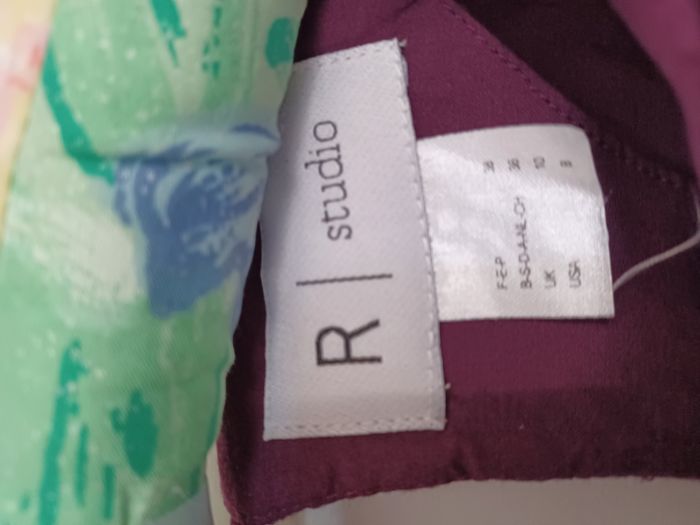 R | studio
F-E-P 38
B-S-D-A-NL-CH 36
UK 10
USA 8